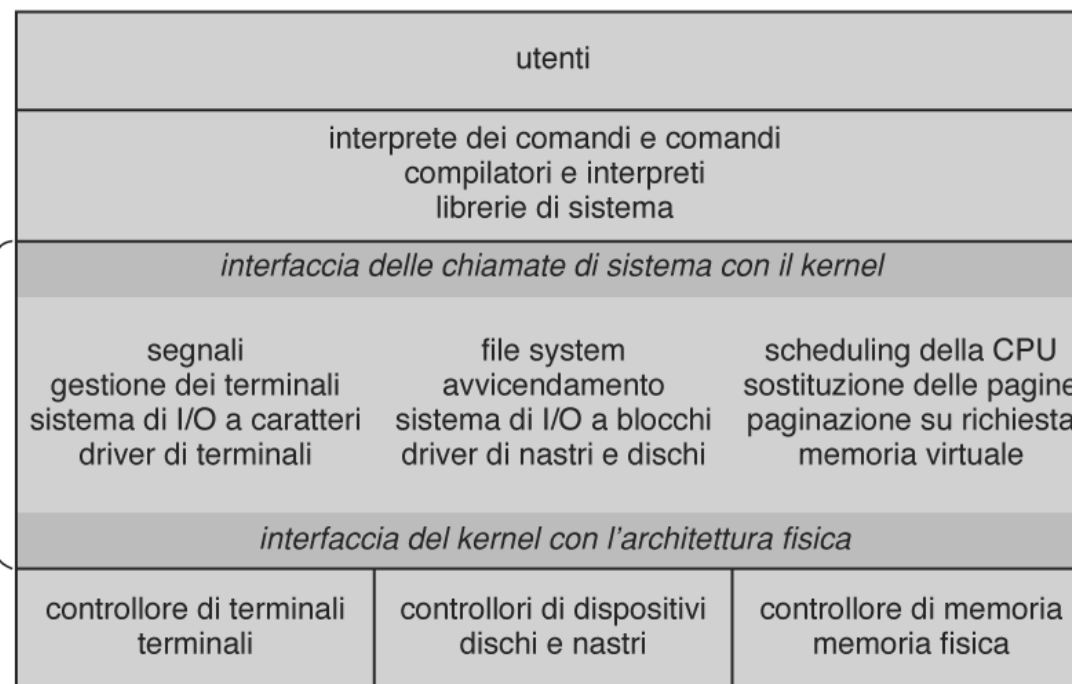 utenti
interprete dei comandi e comandi
compilatori e interpreti
librerie di sistema
interfaccia delle chiamate di sistema con il kernel
segnali
gestione dei terminali
sistema di I/O a caratteri
driver di terminali
file system
avvicendamento
sistema di I/O a blocchi
driver di nastri e dischi
scheduling della CPU
sostituzione delle pagine
paginazione su richiesta
memoria virtuale
interfaccia del kernel con l'architettura fisica
controllore di terminali
terminali
controllori di dispositivi
dischi e nastri
controllore di memoria
memoria fisica